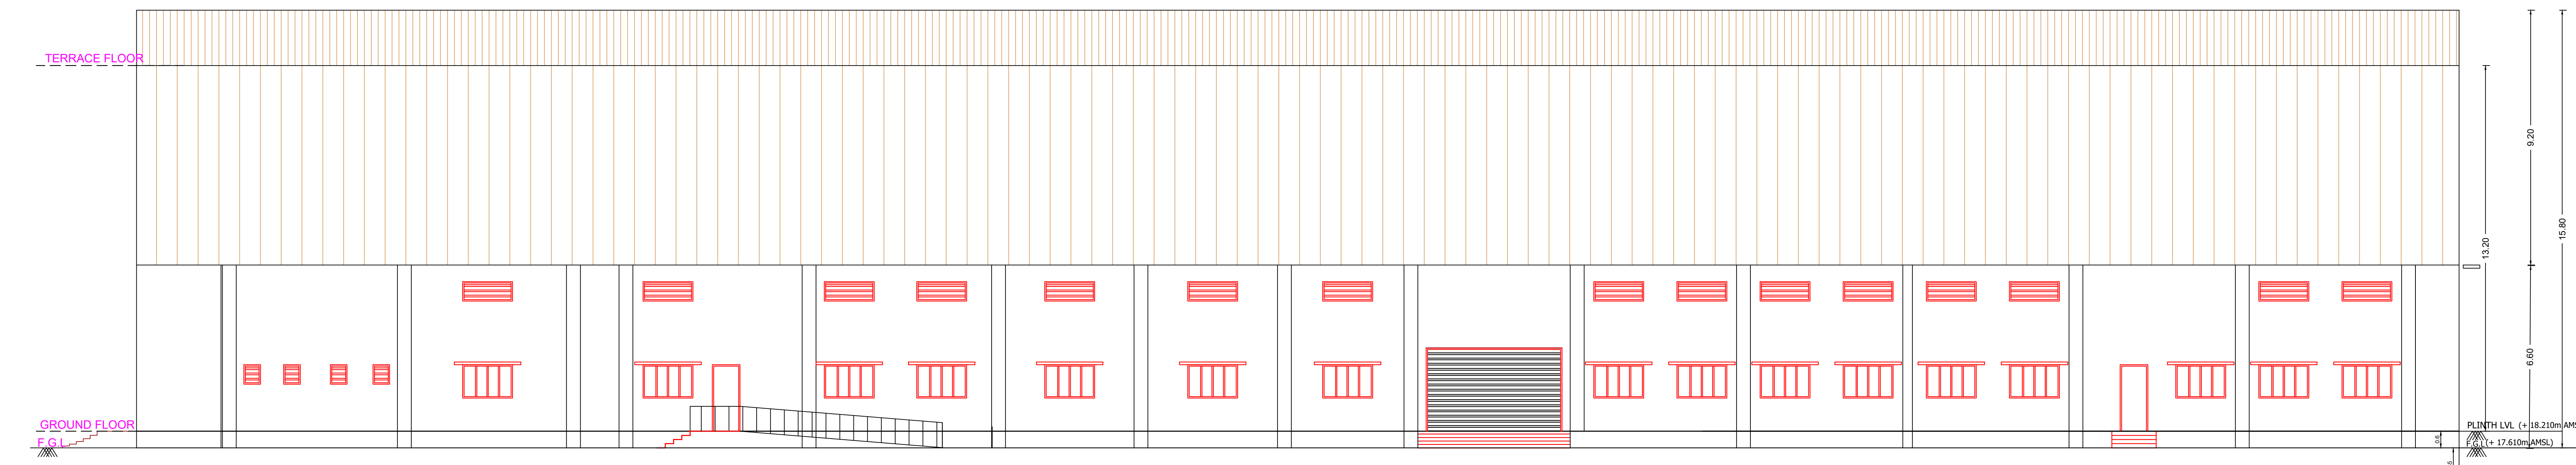 TERRACE FLOOR
9.20
15.80
13.20
6.60
GROUND FLOOR
PLINTH LVL (+ 18.210m AMS
F.G.L
0.6
F.G.L(+ 17.610m AMSL)